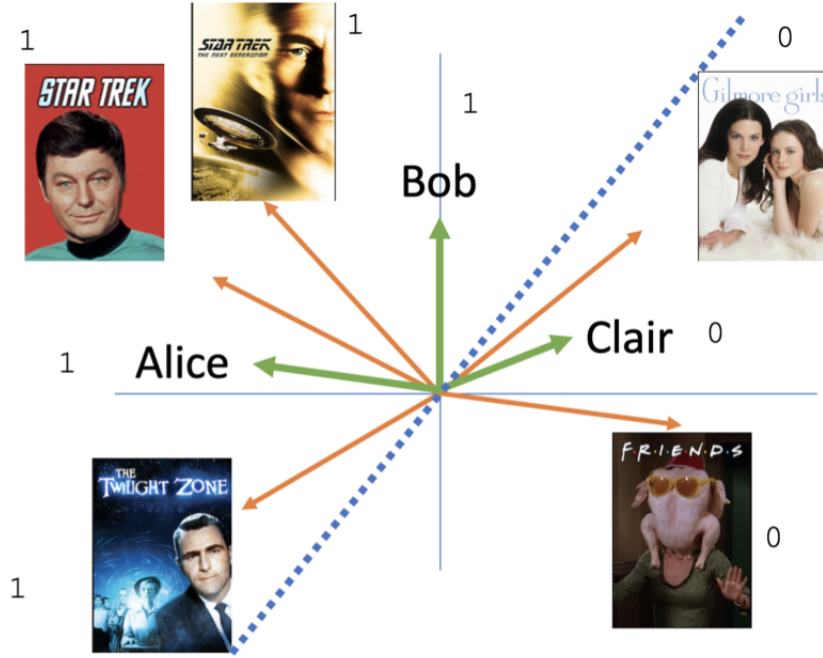 1
STAR TREK
STAR TREK
THE NEXT GENERATION
1
0
Gilmore girls
1
Bob
1
Alice
Clair
0
THE
TWILIGHT ZONE
1
F·R·I·E·N·D·S
0